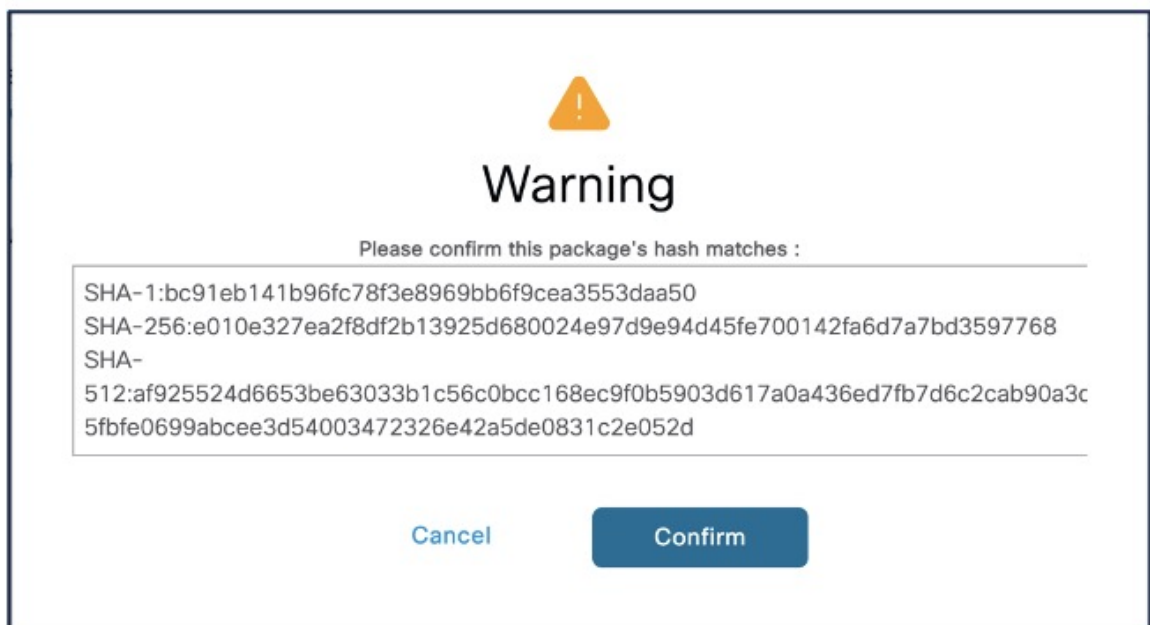 Warning
Please confirm this package's hash matches :
SHA-1:bc91eb141b96fc78f3e8969bb6f9cea3553daa50
SHA-256:e010e327ea2f8df2b13925d680024e97d9e94d45fe700142fa6d7a7bd3597768
SHA-
512:af925524d6653be63033b1c56c0bcc168ec9f0b5903d617a0a436ed7fb7d6c2cab90a3c
5fbfe0699abcee3d54003472326e42a5de0831c2e052d
Cancel Confirm